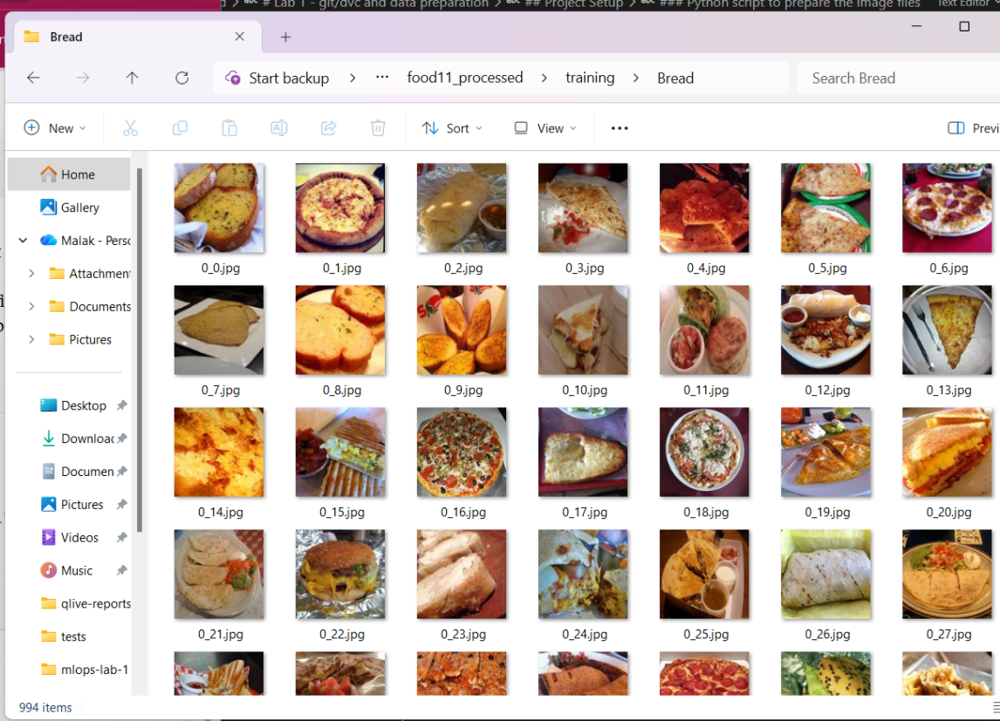 # Lab 1 - git/dvc and data preparation > abc ## Project Setup > abc ### Python script to prepare the image files
Text Editor
Bread
Start backup > ... food11_processed > training > Bread
Search Bread
New
Sort
View
Previ
Home
Gallery
Malak - Perso
Attachment
Documents
Pictures
Desktop
Downloac
Documen
Pictures
Videos
Music
qlive-reports
tests
mlops-lab-1
0_0.jpg 0_1.jpg 0_2.jpg 0_3.jpg 0_4.jpg 0_5.jpg 0_6.jpg
0_7.jpg 0_8.jpg 0_9.jpg 0_10.jpg 0_11.jpg 0_12.jpg 0_13.jpg
0_14.jpg 0_15.jpg 0_16.jpg 0_17.jpg 0_18.jpg 0_19.jpg 0_20.jpg
0_21.jpg 0_22.jpg 0_23.jpg 0_24.jpg 0_25.jpg 0_26.jpg 0_27.jpg
994 items